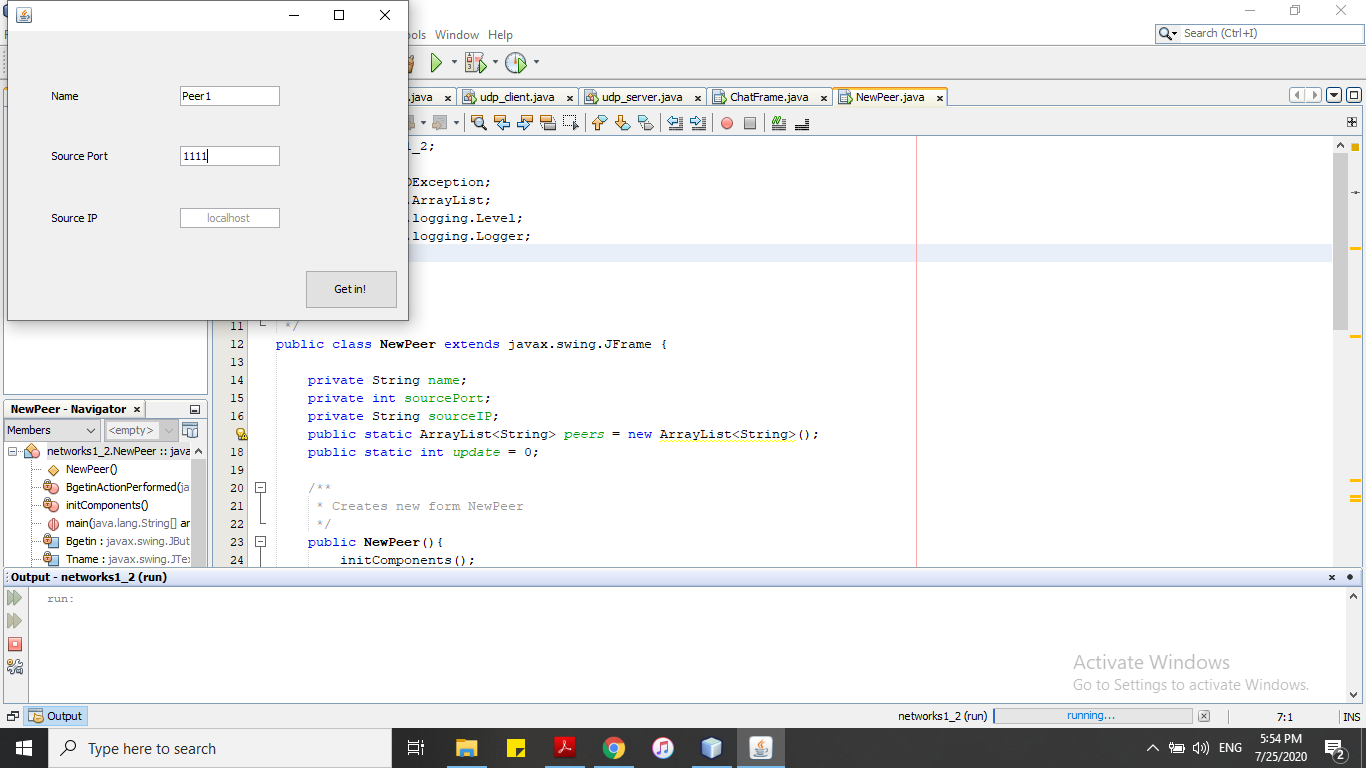 ols Window Help
Search (Ctrl+I)
Name
Peer1
Source Port
1111
Source IP
localhost
Get in!
.java × udp_client.java × udp_server.java × ChatFrame.java × NewPeer.java ×
_2;
Exception;
.ArrayList;
.logging.Level;
.logging.Logger;
11 */
12 public class NewPeer extends javax.swing.JFrame {
13
14 private String name;
15 private int sourcePort;
16 private String sourceIP;
public static ArrayList<String> peers = new ArrayList<String>();
18 public static int update = 0;
19
20 /**
21 * Creates new form NewPeer
22 */
23 public NewPeer(){
24 initComponents();
NewPeer - Navigator ×
Members
<empty>
networks1_2.NewPeer :: java
NewPeer()
BgetinActionPerformed(ja
initComponents()
main(java.lang.String[] ar
Bgetin : javax.swing.JBut
Tname : javax.swing.JTex
Output - networks1_2 (run)
run:
Activate Windows
Go to Settings to activate Windows.
Output
networks1_2 (run)
running...
7:1
INS
Type here to search
ENG
5:54 PM
7/25/2020
2